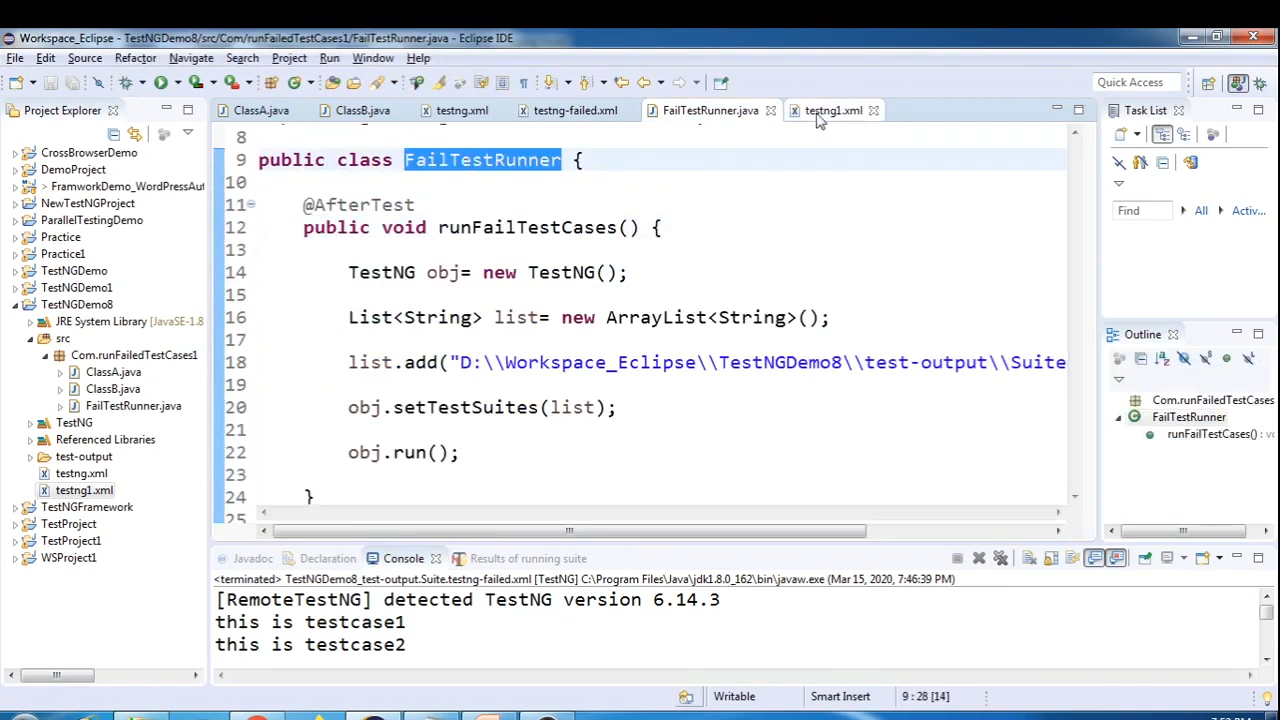 Workspace_Eclipse - TestNGDemo8/src/Com/runFailedTestCases1/FailTestRunner.java - Eclipse IDE
File Edit Source Refactor Navigate Search Project Run Window Help
Quick Access
Project Explorer
ClassA.java
ClassB.java
testng.xml
testng-failed.xml
FailTestRunner.java
testng1.xml
Task List
CrossBrowserDemo
DemoProject
> FramworkDemo_WordPressAut
NewTestNGProject
ParallelTestingDemo
Practice
Practice1
TestNGDemo
TestNGDemo1
TestNGDemo8
JRE System Library [JavaSE-1.8
src
Com.runFailedTestCases1
ClassA.java
ClassB.java
FailTestRunner.java
TestNG
Referenced Libraries
test-output
testng.xml
testng1.xml
TestNGFramework
TestProject
TestProject1
WSProject1
8
9 public class FailTestRunner {
10
11 @AfterTest
12 public void runFailTestCases() {
13
14 TestNG obj= new TestNG();
15
16 List<String> list= new ArrayList<String>();
17
18 list.add("D:\\Workspace_Eclipse\\TestNGDemo8\\test-output\\Suite
19
20 obj.setTestSuites(list);
21
22 obj.run();
23
24 }
25
Find All Activ...
Outline
Com.runFailedTestCases
FailTestRunner
runFailTestCases() : v
Javadoc Declaration Console Results of running suite
<terminated> TestNGDemo8_test-output.Suite.testng-failed.xml [TestNG] C:\Program Files\Java\jdk1.8.0_162\bin\javaw.exe (Mar 15, 2020, 7:46:39 PM)
[RemoteTestNG] detected TestNG version 6.14.3
this is testcase1
this is testcase2
Writable Smart Insert 9 : 28 [14]